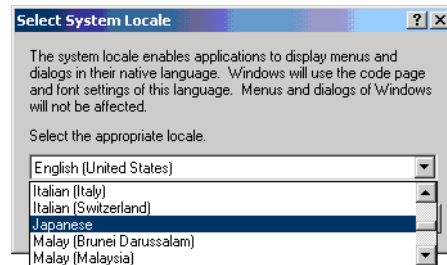 Select System Locale
The system locale enables applications to display menus and
dialogs in their native language. Windows will use the code page
and font settings of this language. Menus and dialogs of Windows
will not be affected.
Select the appropriate locale.
English (United States)
Italian (Italy)
Italian (Switzerland)
Japanese
Malay (Brunei Darussalam)
Malay (Malaysia)